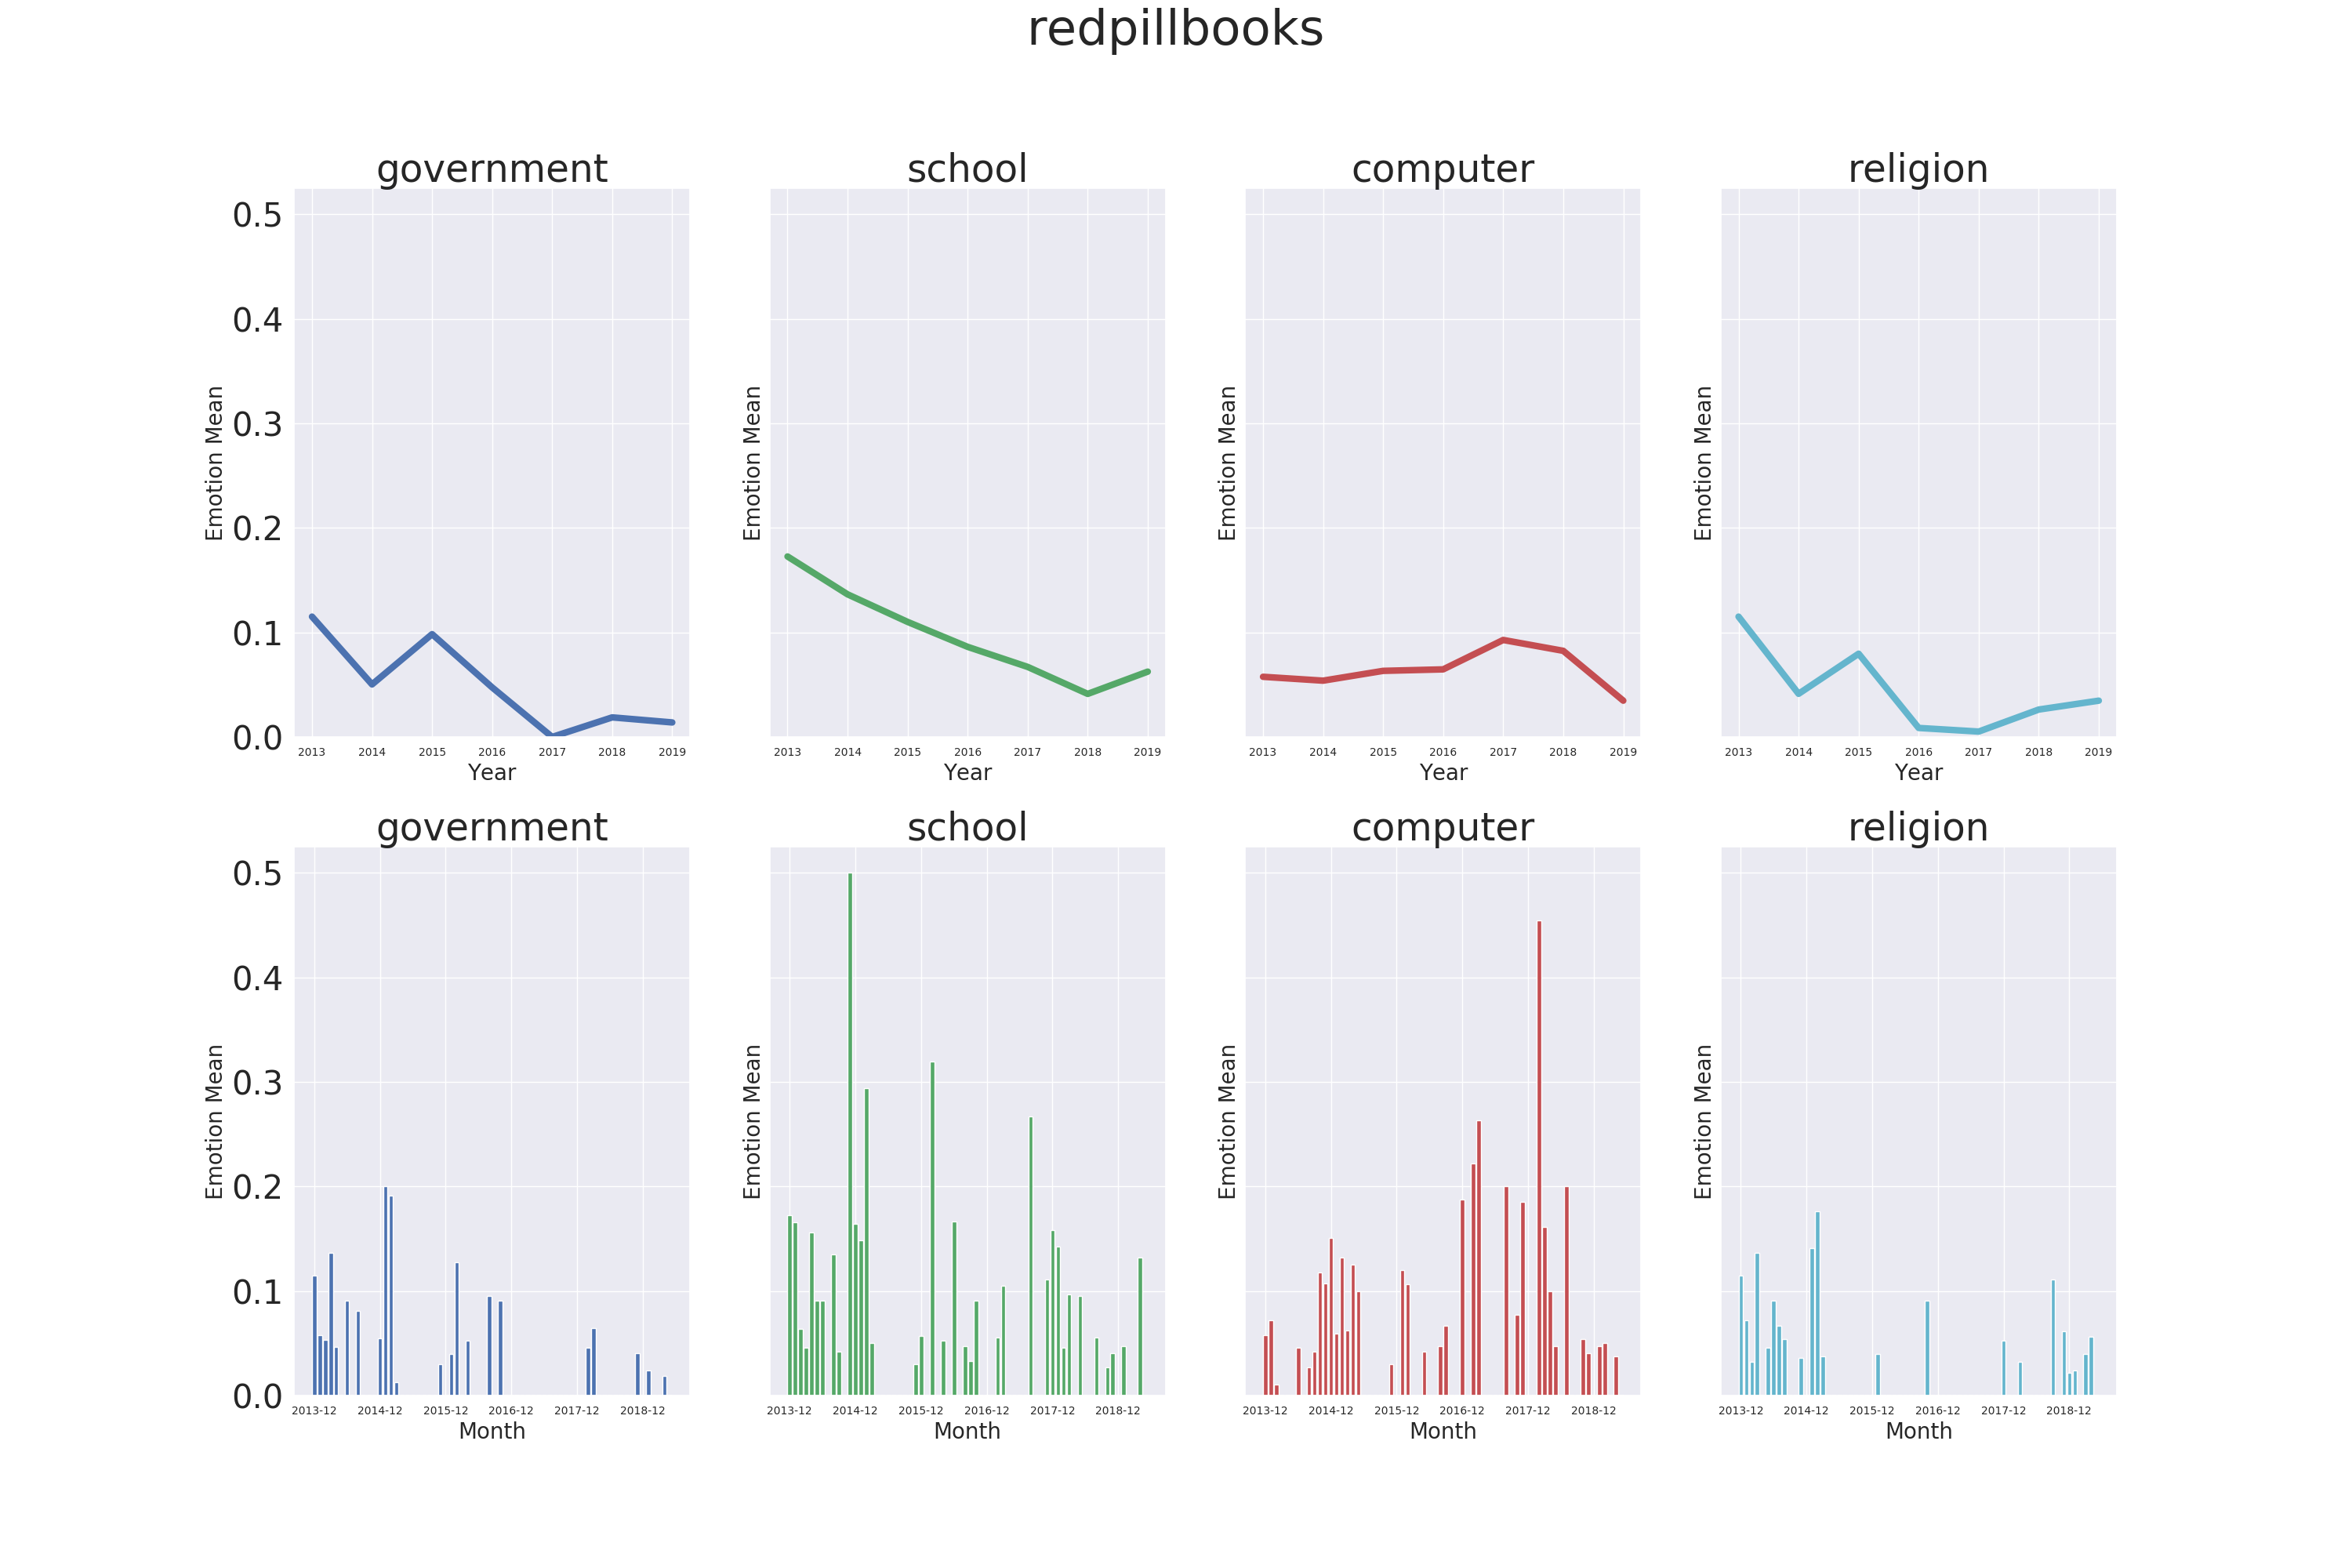 redpillbooks
government school computer religion
0.5
0.4
0.3
0.2
0.1
0.0
Emotion Mean Emotion Mean Emotion Mean Emotion Mean
2013 2014 2015 2016 2017 2018 2019 2013 2014 2015 2016 2017 2018 2019 2013 2014 2015 2016 2017 2018 2019 2013 2014 2015 2016 2017 2018 2019
Year Year Year Year
government school computer religion
0.5
0.4
0.3
0.2
0.1
0.0
Emotion Mean Emotion Mean Emotion Mean Emotion Mean
2013-12 2014-12 2015-12 2016-12 2017-12 2018-12 2013-12 2014-12 2015-12 2016-12 2017-12 2018-12 2013-12 2014-12 2015-12 2016-12 2017-12 2018-12 2013-12 2014-12 2015-12 2016-12 2017-12 2018-12
Month Month Month Month